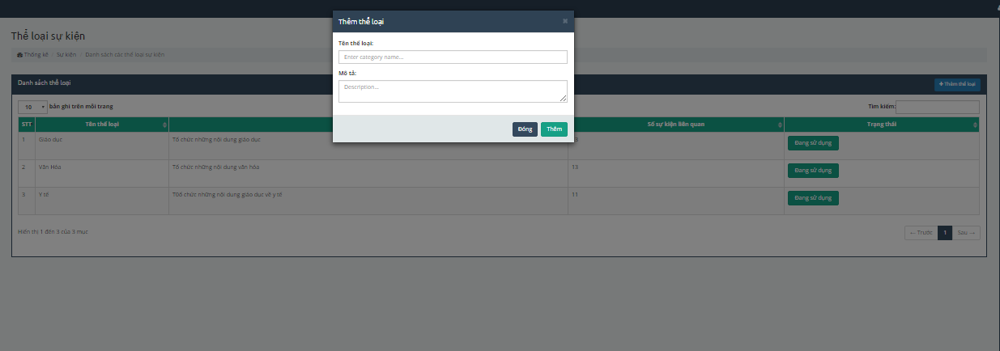 Thêm thể loại ×
Thể loại sự kiện
Tên thể loại:
Thống kê / Sự kiện / Danh sách các thể loại sự kiện
Enter category name...
Mô tả:
Danh sách thể loại
+ Thêm thể loại
Description...
10 bản ghi trên mỗi trang
Tìm kiếm:
STT Tên thể loại Số sự kiện liên quan Trạng thái
Đóng Thêm
1 Giáo dục Tổ chức những nội dung giáo dục Đang sử dụng
2 Văn Hóa Tổ chức những nội dung văn hóa 13 Đang sử dụng
3 Y tế Tổổ chức những nội dung giáo dục về y tế 11 Đang sử dụng
Hiển thị 1 đến 3 của 3 mục
← Trước 1 Sau →